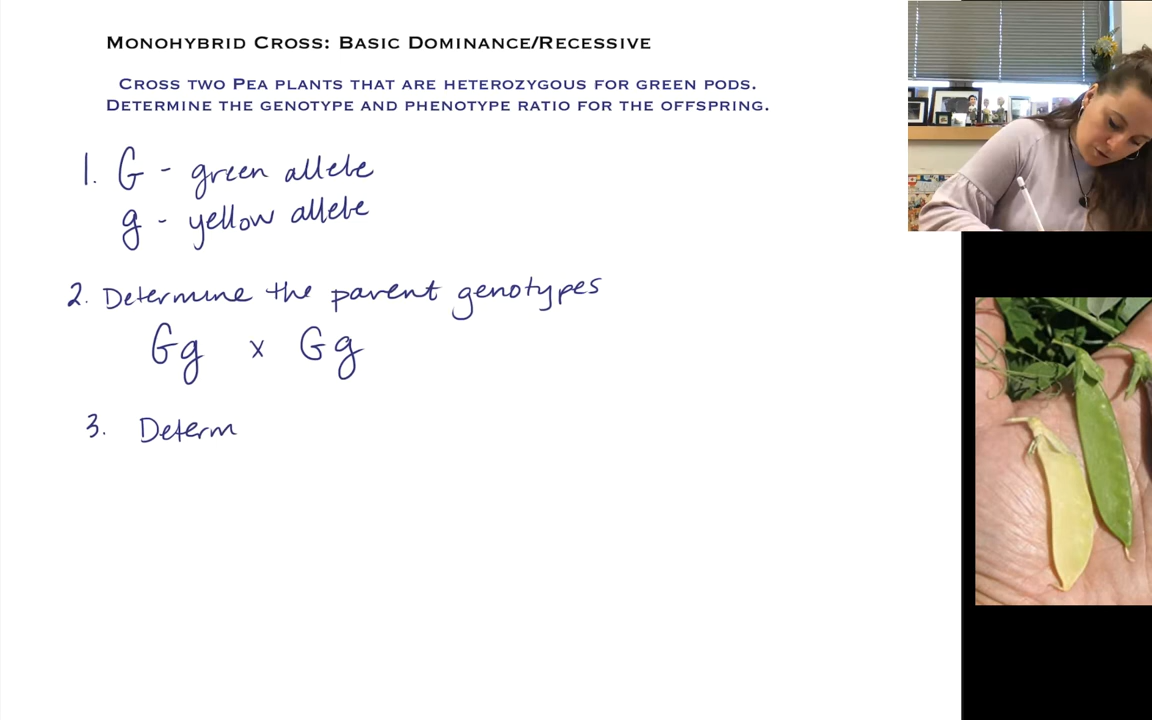 MONOHYBRID CROSS: BASIC DOMINANCE/RECESSIVE
CROSS TWO PEA PLANTS THAT ARE HETEROZYGOUS FOR GREEN PODS.
DETERMINE THE GENOTYPE AND PHENOTYPE RATIO FOR THE OFFSPRING.
1. G - green allele
g - yellow allele
2. Determine the parent genotypes
Gg x Gg
3. Determ